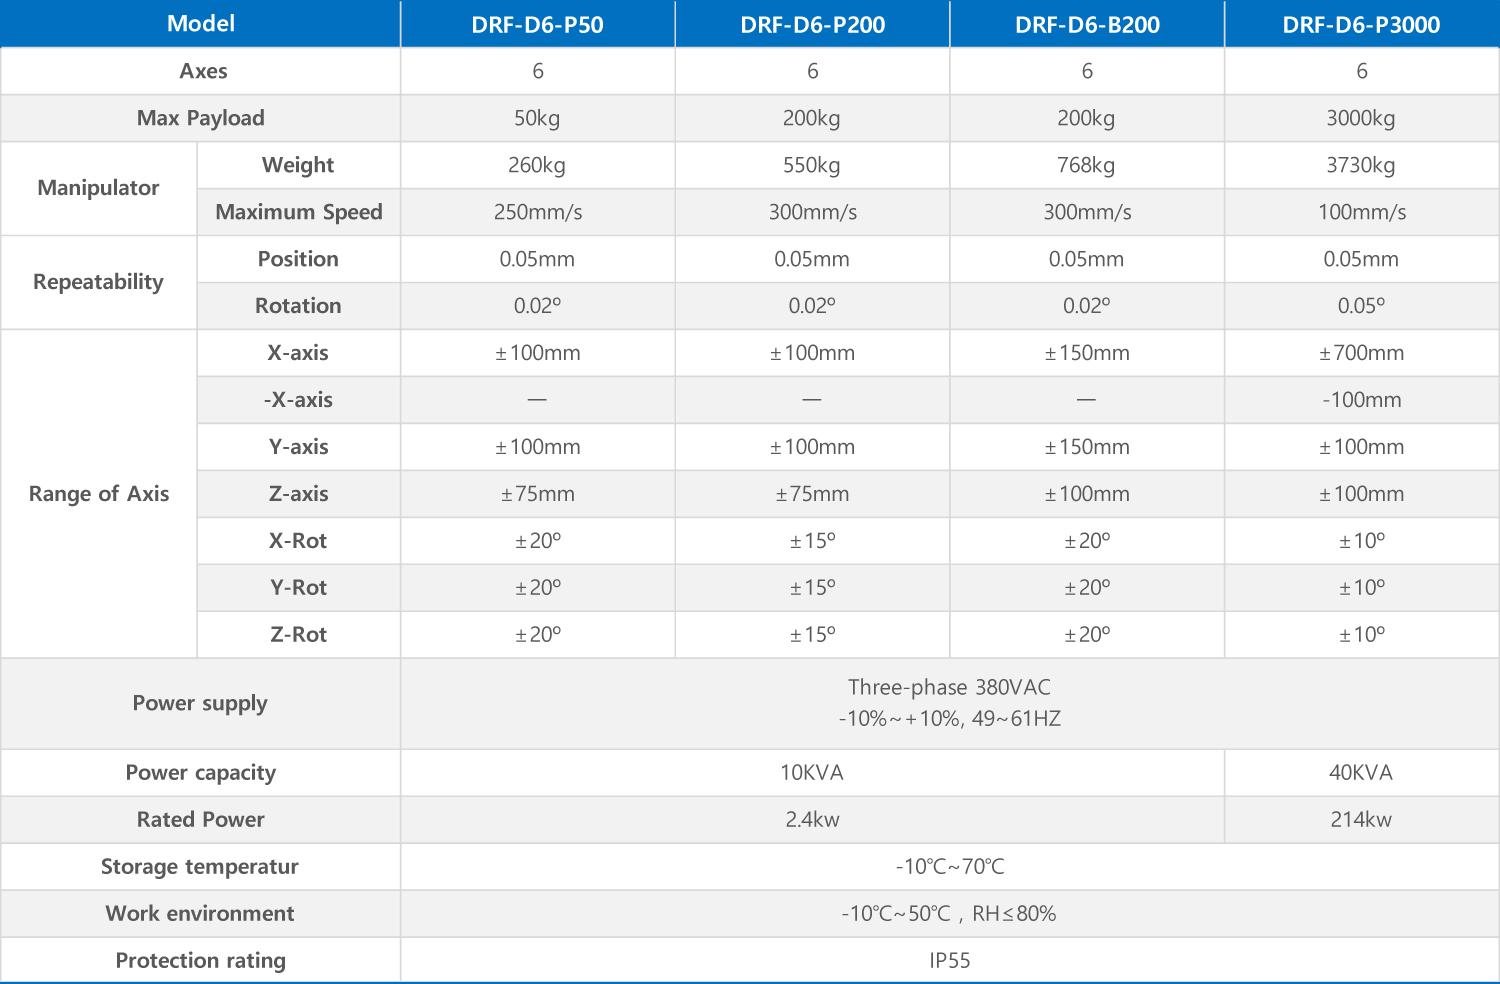 Model DRF-D6-P50 DRF-D6-P200 DRF-D6-B200 DRF-D6-P3000
Axes 6 6 6 6
Max Payload 50kg 200kg 200kg 3000kg
Manipulator
Weight 260kg 550kg 768kg 3730kg
Maximum Speed 250mm/s 300mm/s 300mm/s 100mm/s
Repeatability
Position 0.05mm 0.05mm 0.05mm 0.05mm
Rotation 0.02º 0.02º 0.02º 0.05º
Range of Axis
X-axis ±100mm ±100mm ±150mm ±700mm
-X-axis — — — -100mm
Y-axis ±100mm ±100mm ±150mm ±100mm
Z-axis ±75mm ±75mm ±100mm ±100mm
X-Rot ±20º ±15º ±20º ±10º
Y-Rot ±20º ±15º ±20º ±10º
Z-Rot ±20º ±15º ±20º ±10º
Power supply
Three-phase 380VAC
-10%~+10%, 49~61HZ
Power capacity 10KVA 40KVA
Rated Power 2.4kw 214kw
Storage temperatur -10℃~70℃
Work environment -10℃~50℃ , RH≤80%
Protection rating IP55